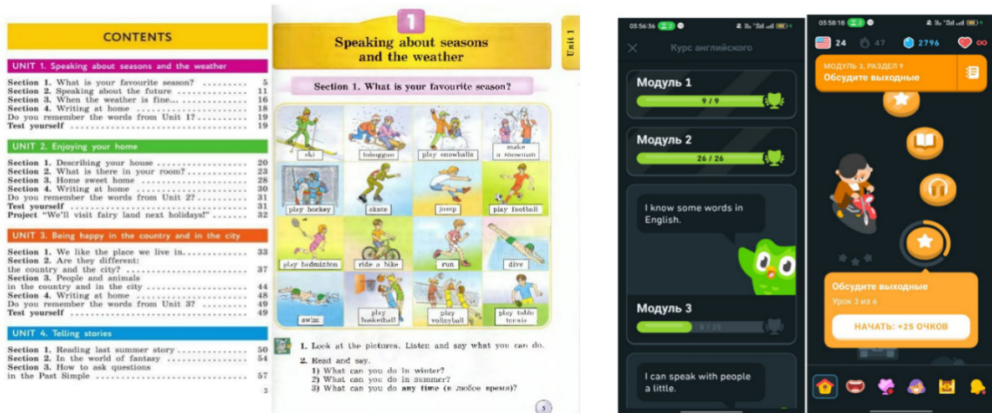 CONTENTS
UNIT 1. Speaking about seasons and the weather
Section 1. What is your favourite season? .......... 5
Section 2. Speaking about the future .......... 11
Section 3. When the weather is fine... .......... 16
Section 4. Writing at home .......... 18
Do you remember the words from Unit 1? .......... 19
Test yourself .......... 19
UNIT 2. Enjoying your home
Section 1. Describing your house .......... 20
Section 2. What is there in your room? .......... 23
Section 3. Home sweet home .......... 28
Section 4. Writing at home .......... 30
Do you remember the words from Unit 2? .......... 31
Test yourself .......... 31
Project "We'll visit fairy land next holidays!" .......... 32
UNIT 3. Being happy in the country and in the city
Section 1. We like the place we live in .......... 33
Section 2. Are they different:
the country and the city? .......... 37
Section 3. People and animals
in the country and in the city .......... 44
Section 4. Writing at home .......... 48
Do you remember the words from Unit 3? .......... 49
Test yourself .......... 49
UNIT 4. Telling stories
Section 1. Reading last summer story .......... 50
Section 2. In the world of fantasy .......... 54
Section 3. How to ask questions
in the Past Simple .......... 57
3
1
Speaking about seasons
and the weather
Unit 1
Section 1. What is your favourite season?
ski
toboggan
play snowballs
make
a snowman
play hockey
skate
jump
play football
play badminton
ride a bike
run
dive
swim
play
basketball
play
volleyball
play table
tennis
1. Look at the pictures. Listen and say what you can do.
2. Read and say.
1) What can you do in winter?
2) What can you do in summer?
3) What can you do any time (в любое время)?
5
03:56:36
Курс английского
Модуль 1
9 / 9
Модуль 2
26 / 26
I know some words in
English.
Модуль 3
I can speak with people
a little.
03:58:18
24
47
2796
МОДУЛЬ 3, РАЗДЕЛ 9
Обсудите выходные
Обсудите выходные
Урок 3 из 6
НАЧАТЬ: +25 ОЧКОВ